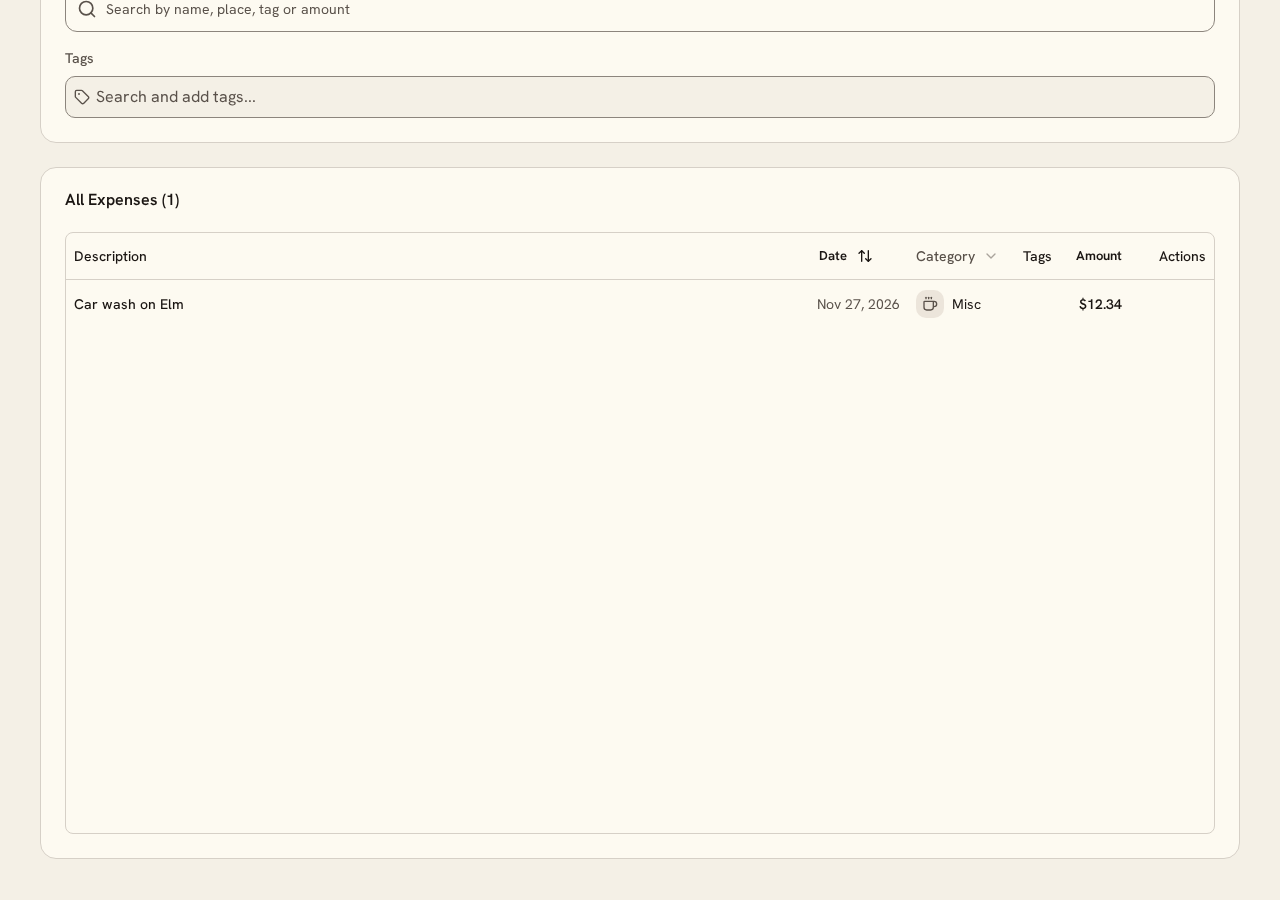 Search by name, place, tag or amount
Tags
Search and add tags...
All Expenses (1)
Description Date Category Tags Amount Actions
Car wash on Elm Nov 27, 2026 Misc $12.34